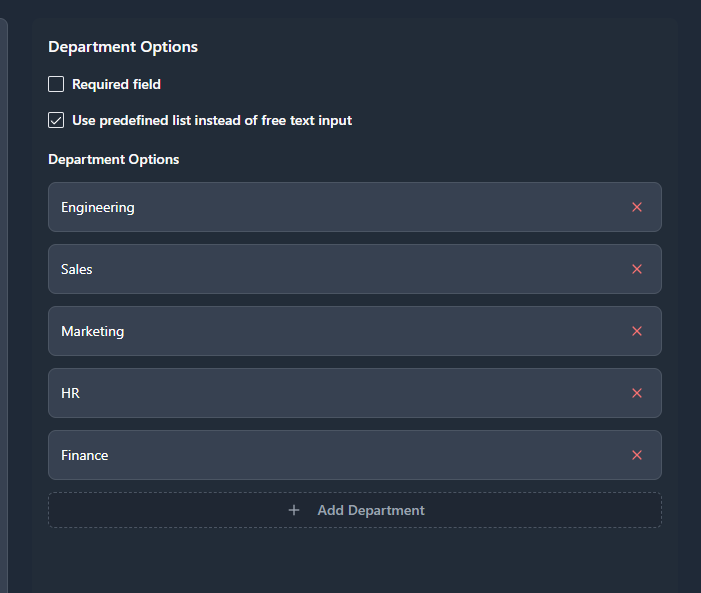 Department Options
Required field
Use predefined list instead of free text input
Department Options
Engineering
Sales
Marketing
HR
Finance
Add Department